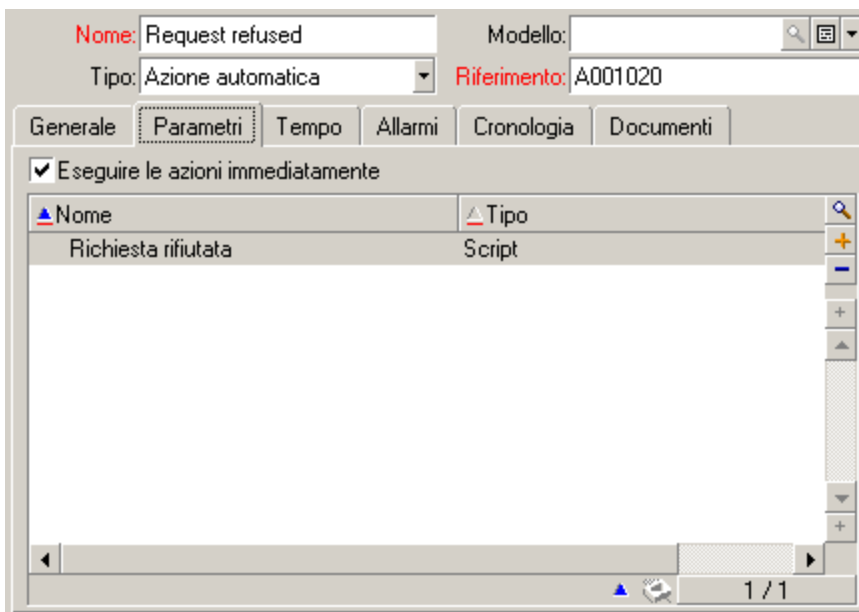 Nome: Request refused Modello:
Tipo: Azione automatica Riferimento: A001020
Generale Parametri Tempo Allarmi Cronologia Documenti
Eseguire le azioni immediatamente
Nome Tipo
Richiesta rifiutata Script
1 / 1